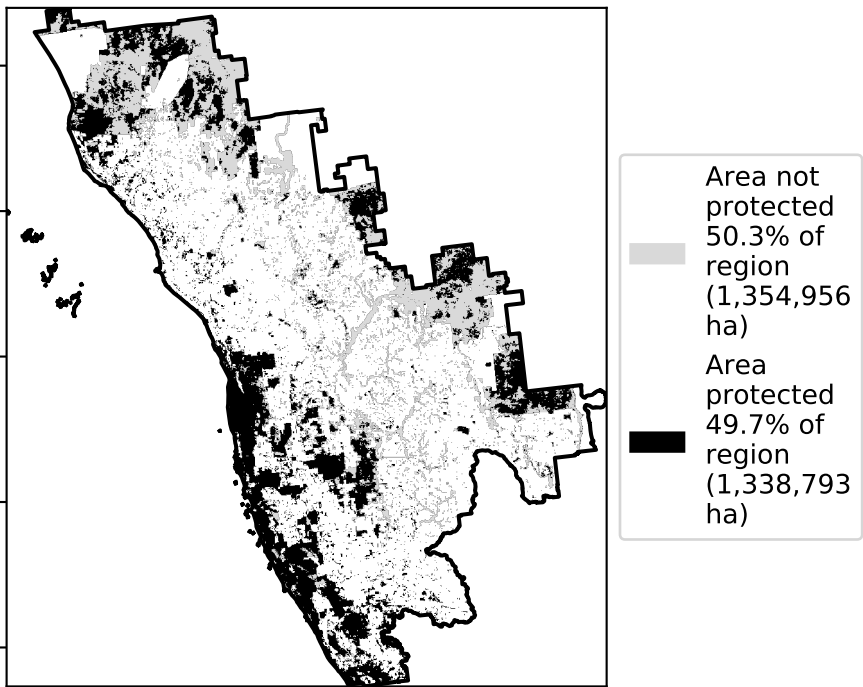 Area not
protected
50.3% of
region
(1,354,956
ha)
Area
protected
49.7% of
region
(1,338,793
ha)